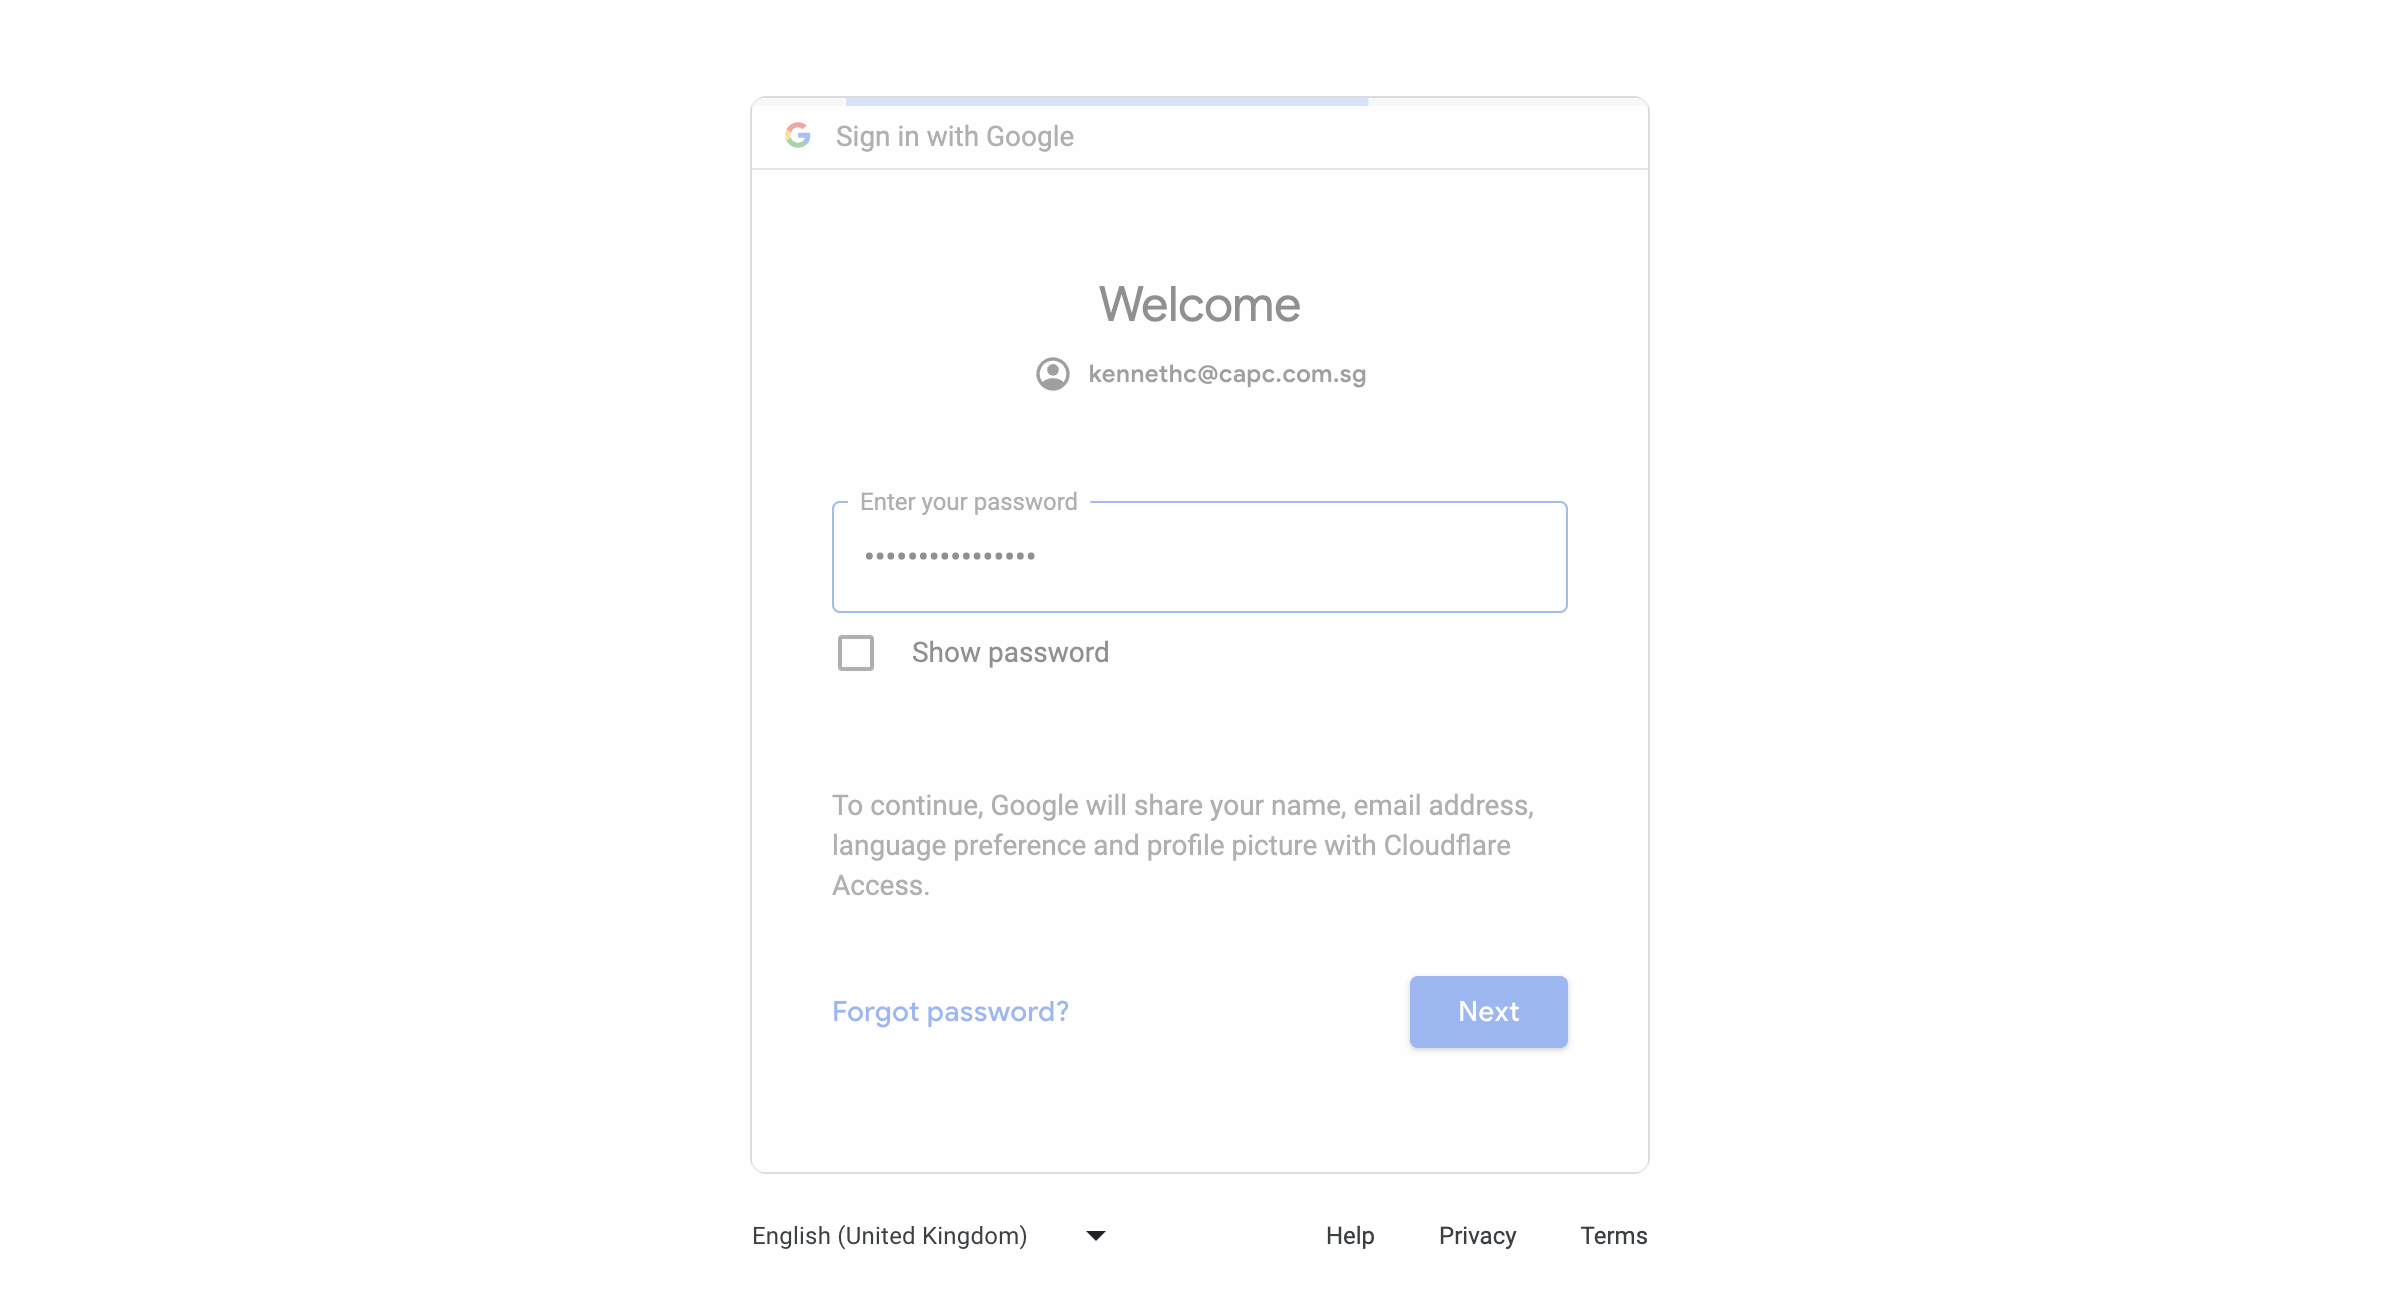 Sign in with Google
Welcome
kennethc@capc.com.sg
Enter your password
••••••••••••••••
Show password
To continue, Google will share your name, email address,
language preference and profile picture with Cloudflare
Access.
Forgot password?
Next
English (United Kingdom)
Help
Privacy
Terms